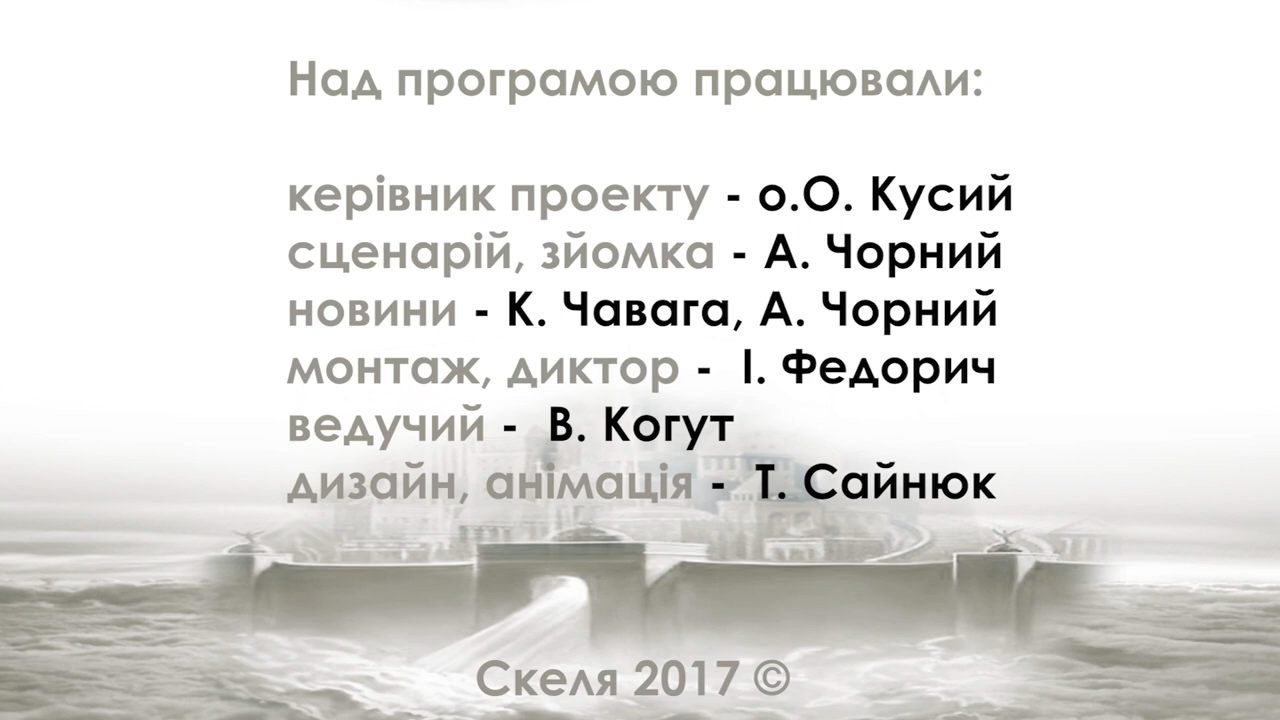 Над програмою працювали:
керівник проекту - о.О. Кусий
сценарій, зйомка - А. Чорний
новини - К. Чавага, А. Чорний
монтаж, диктор - І. Федорич
ведучий - В. Когут
дизайн, анімація - Т. Сайнюк
Скеля 2017 ©